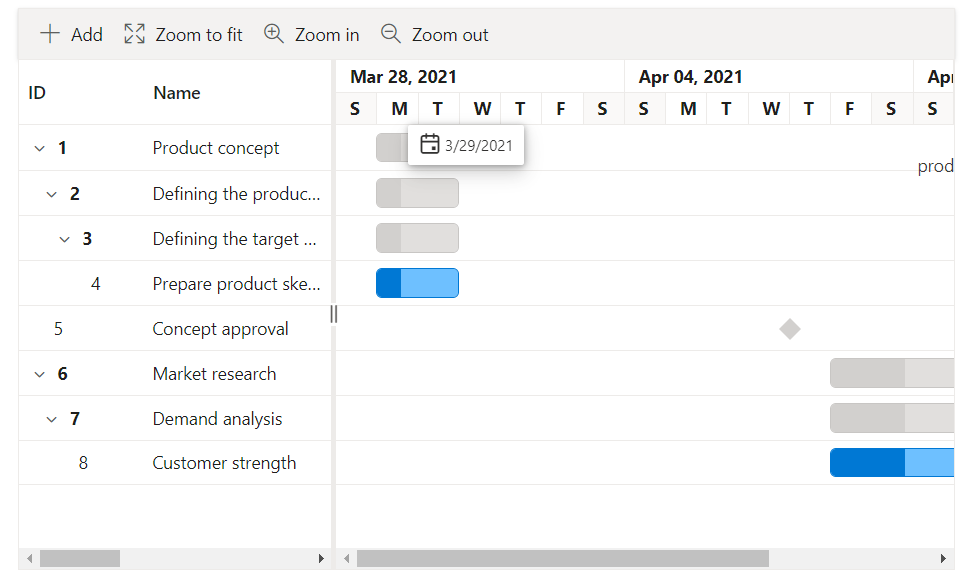 Add Zoom to fit Zoom in Zoom out
ID Name Mar 28, 2021 Apr 04, 2021 Apr
S M T W T F S S M T W T F S S
1 Product concept 3/29/2021
prod
2 Defining the produc...
3 Defining the target ...
4 Prepare product ske...
5 Concept approval
6 Market research
7 Demand analysis
8 Customer strength